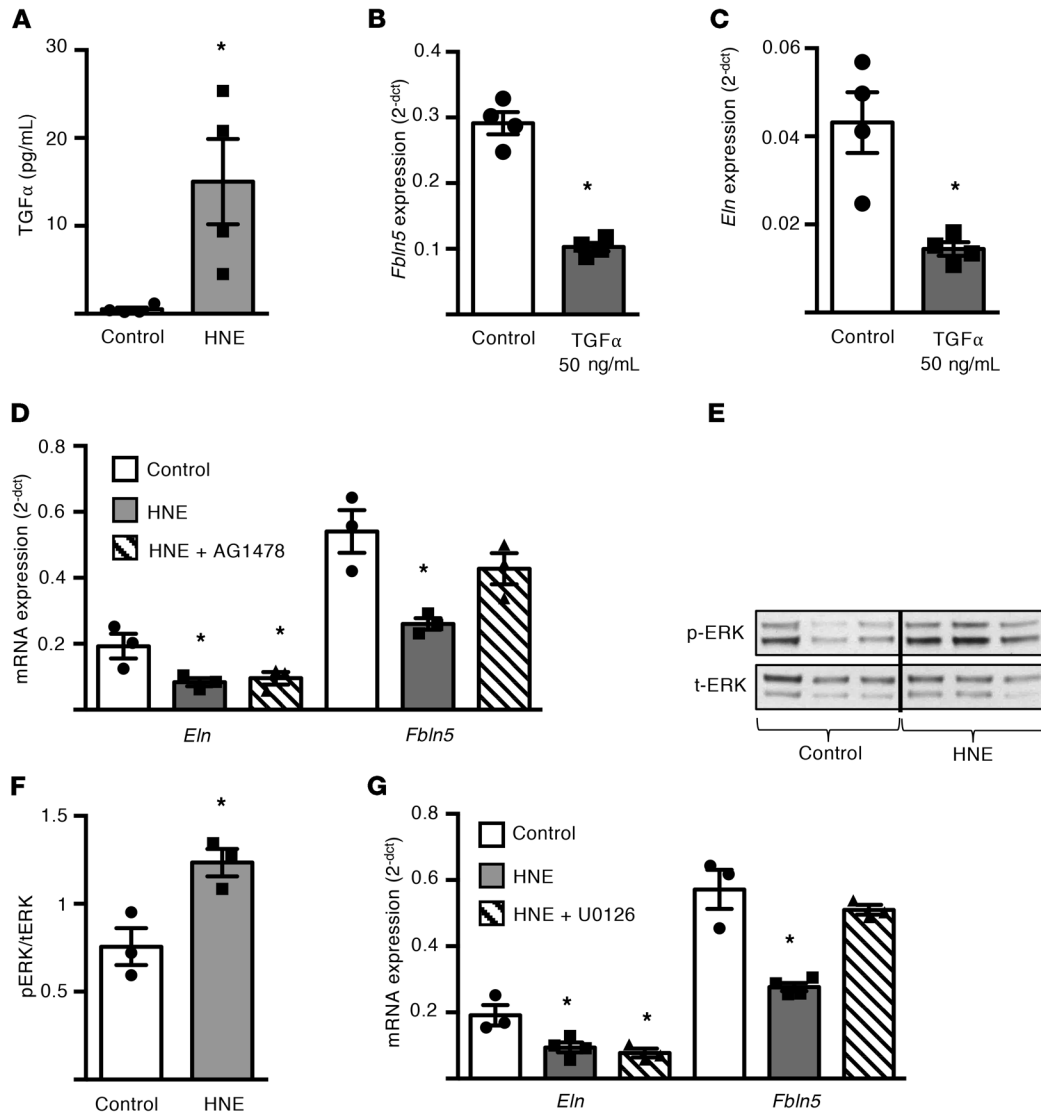 A
TGFα (pg/mL)
30
20
10
*
Control
HNE
B
Fbln5 expression (2-dct)
0.4
0.3
0.2
0.1
*
Control
TGFα
50 ng/mL
C
Eln expression (2-dct)
0.06
0.04
0.02
*
Control
TGFα
50 ng/mL
D
mRNA expression (2-dct)
0.8
0.6
0.4
0.2
Control
HNE
HNE + AG1478
*
*
*
Eln
Fbln5
E
p-ERK
t-ERK
Control
HNE
F
pERK/tERK
1.5
1
0.5
*
Control
HNE
G
mRNA expression (2-dct)
0.8
0.6
0.4
0.2
Control
HNE
HNE + U0126
*
*
*
Eln
Fbln5